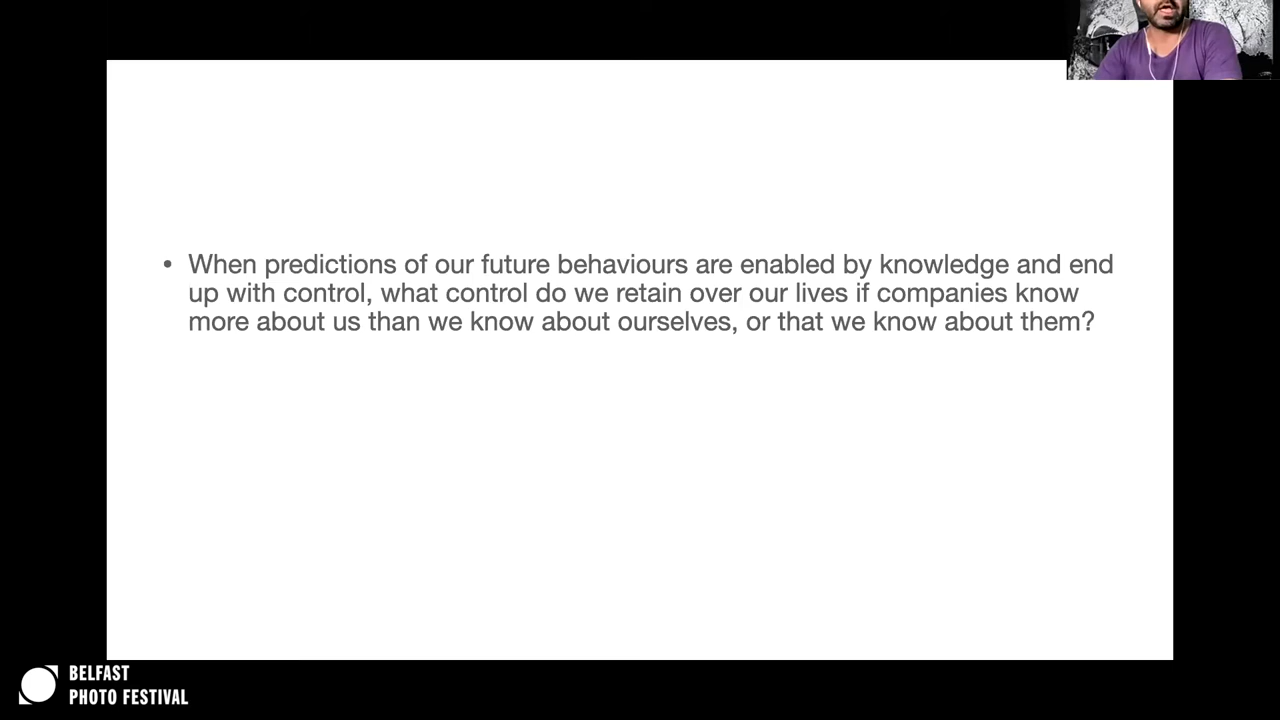 • When predictions of our future behaviours are enabled by knowledge and end
up with control, what control do we retain over our lives if companies know
more about us than we know about ourselves, or that we know about them?
BELFAST
PHOTO FESTIVAL